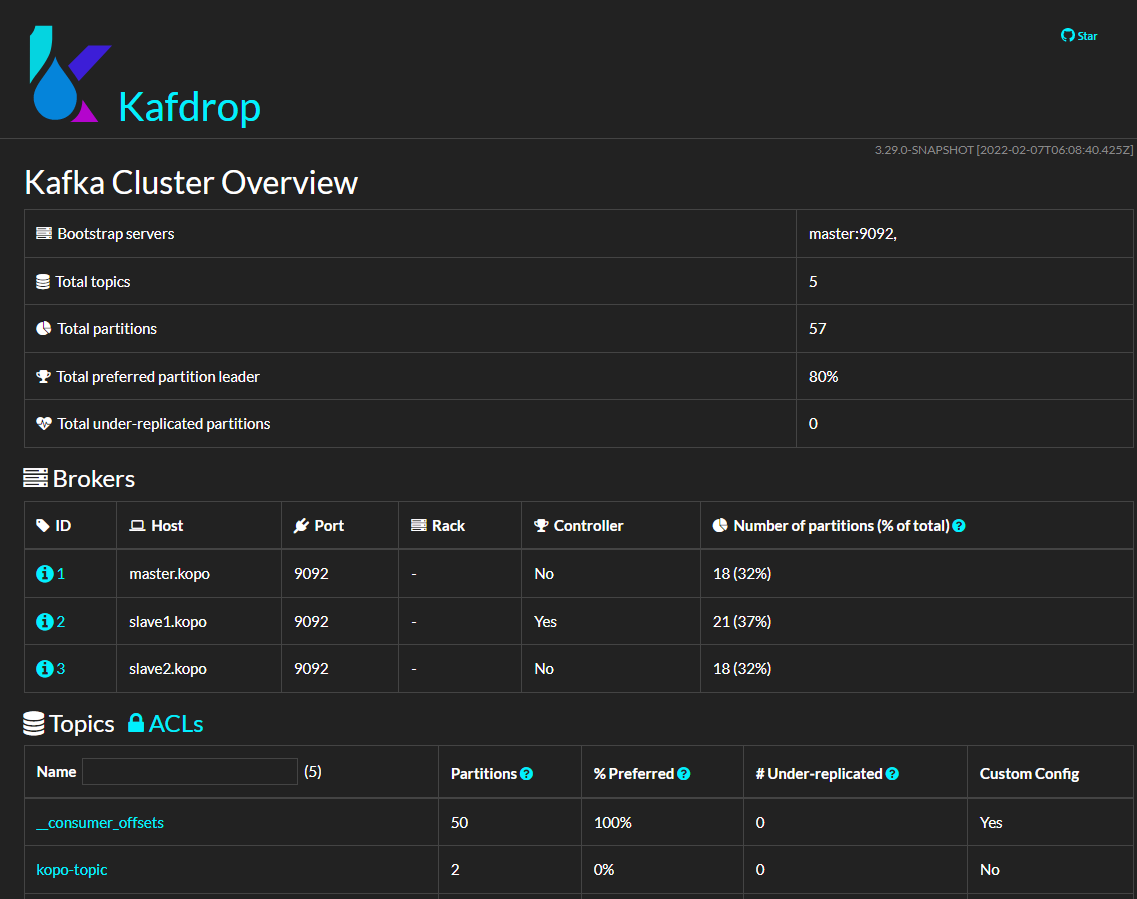 Star
Kafdrop
3.29.0-SNAPSHOT [2022-02-07T06:08:40.425Z]
Kafka Cluster Overview
Bootstrap servers master:9092,
Total topics 5
Total partitions 57
Total preferred partition leader 80%
Total under-replicated partitions 0
Brokers
ID Host Port Rack Controller Number of partitions (% of total)
1 master.kopo 9092 - No 18 (32%)
2 slave1.kopo 9092 - Yes 21 (37%)
3 slave2.kopo 9092 - No 18 (32%)
Topics ACLs
Name (5) Partitions % Preferred # Under-replicated Custom Config
__consumer_offsets 50 100% 0 Yes
kopo-topic 2 0% 0 No